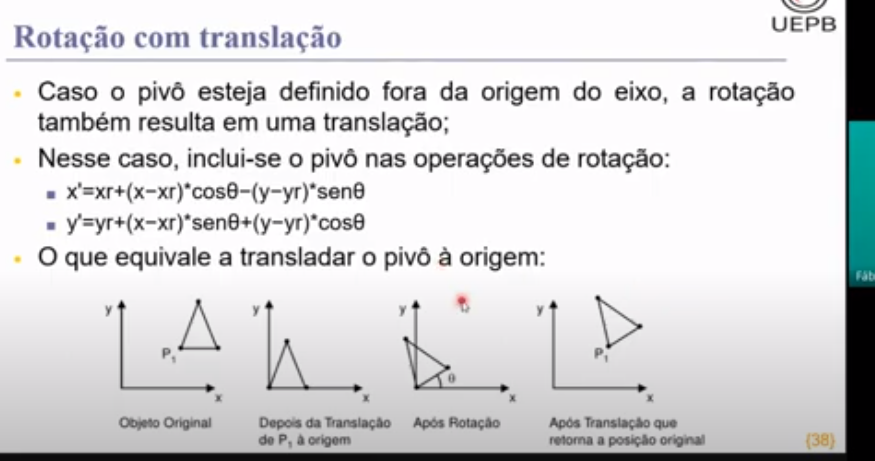 UEPB
Rotação com translação
• Caso o pivô esteja definido fora da origem do eixo, a rotação
também resulta em uma translação;
• Nesse caso, inclui-se o pivô nas operações de rotação:
▪ x'=xr+(x−xr)*cosθ−(y−yr)*senθ
▪ y'=yr+(x−xr)*senθ+(y−yr)*cosθ
• O que equivale a transladar o pivô à origem:
y y y y
P₁ θ P₁
x x x x
Objeto Original
Depois da Translação
de P₁ à origem
Após Rotação
Após Translação que
retorna a posição original
{38}
Fáb